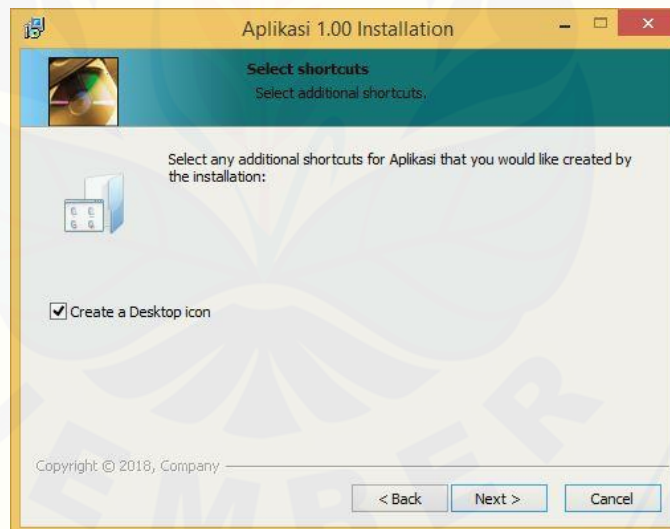 Aplikasi 1.00 Installation
Select shortcuts
Select additional shortcuts.
Select any additional shortcuts for Aplikasi that you would like created by
the installation:
Create a Desktop icon
Copyright © 2018, Company
< Back Next > Cancel
EMBER